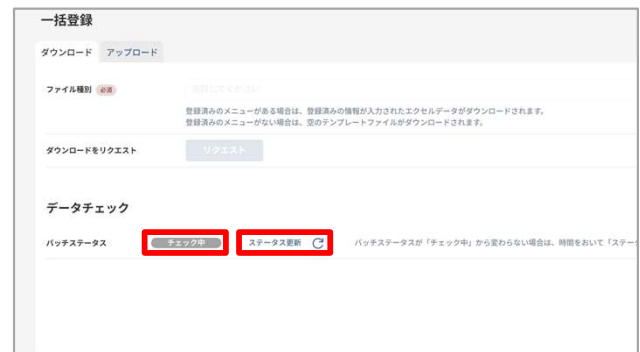 一括登録
ダウンロード アップロード
ファイル種別 必須 選択してください
登録済みのメニューがある場合は、登録済みの情報が入力されたエクセルデータがダウンロードされます。
登録済みのメニューがない場合は、空のテンプレートファイルがダウンロードされます。
ダウンロードをリクエスト リクエスト
データチェック
バッチステータス チェック中 ステータス更新 バッチステータスが「チェック中」から変わらない場合は、時間をおいて「ステー